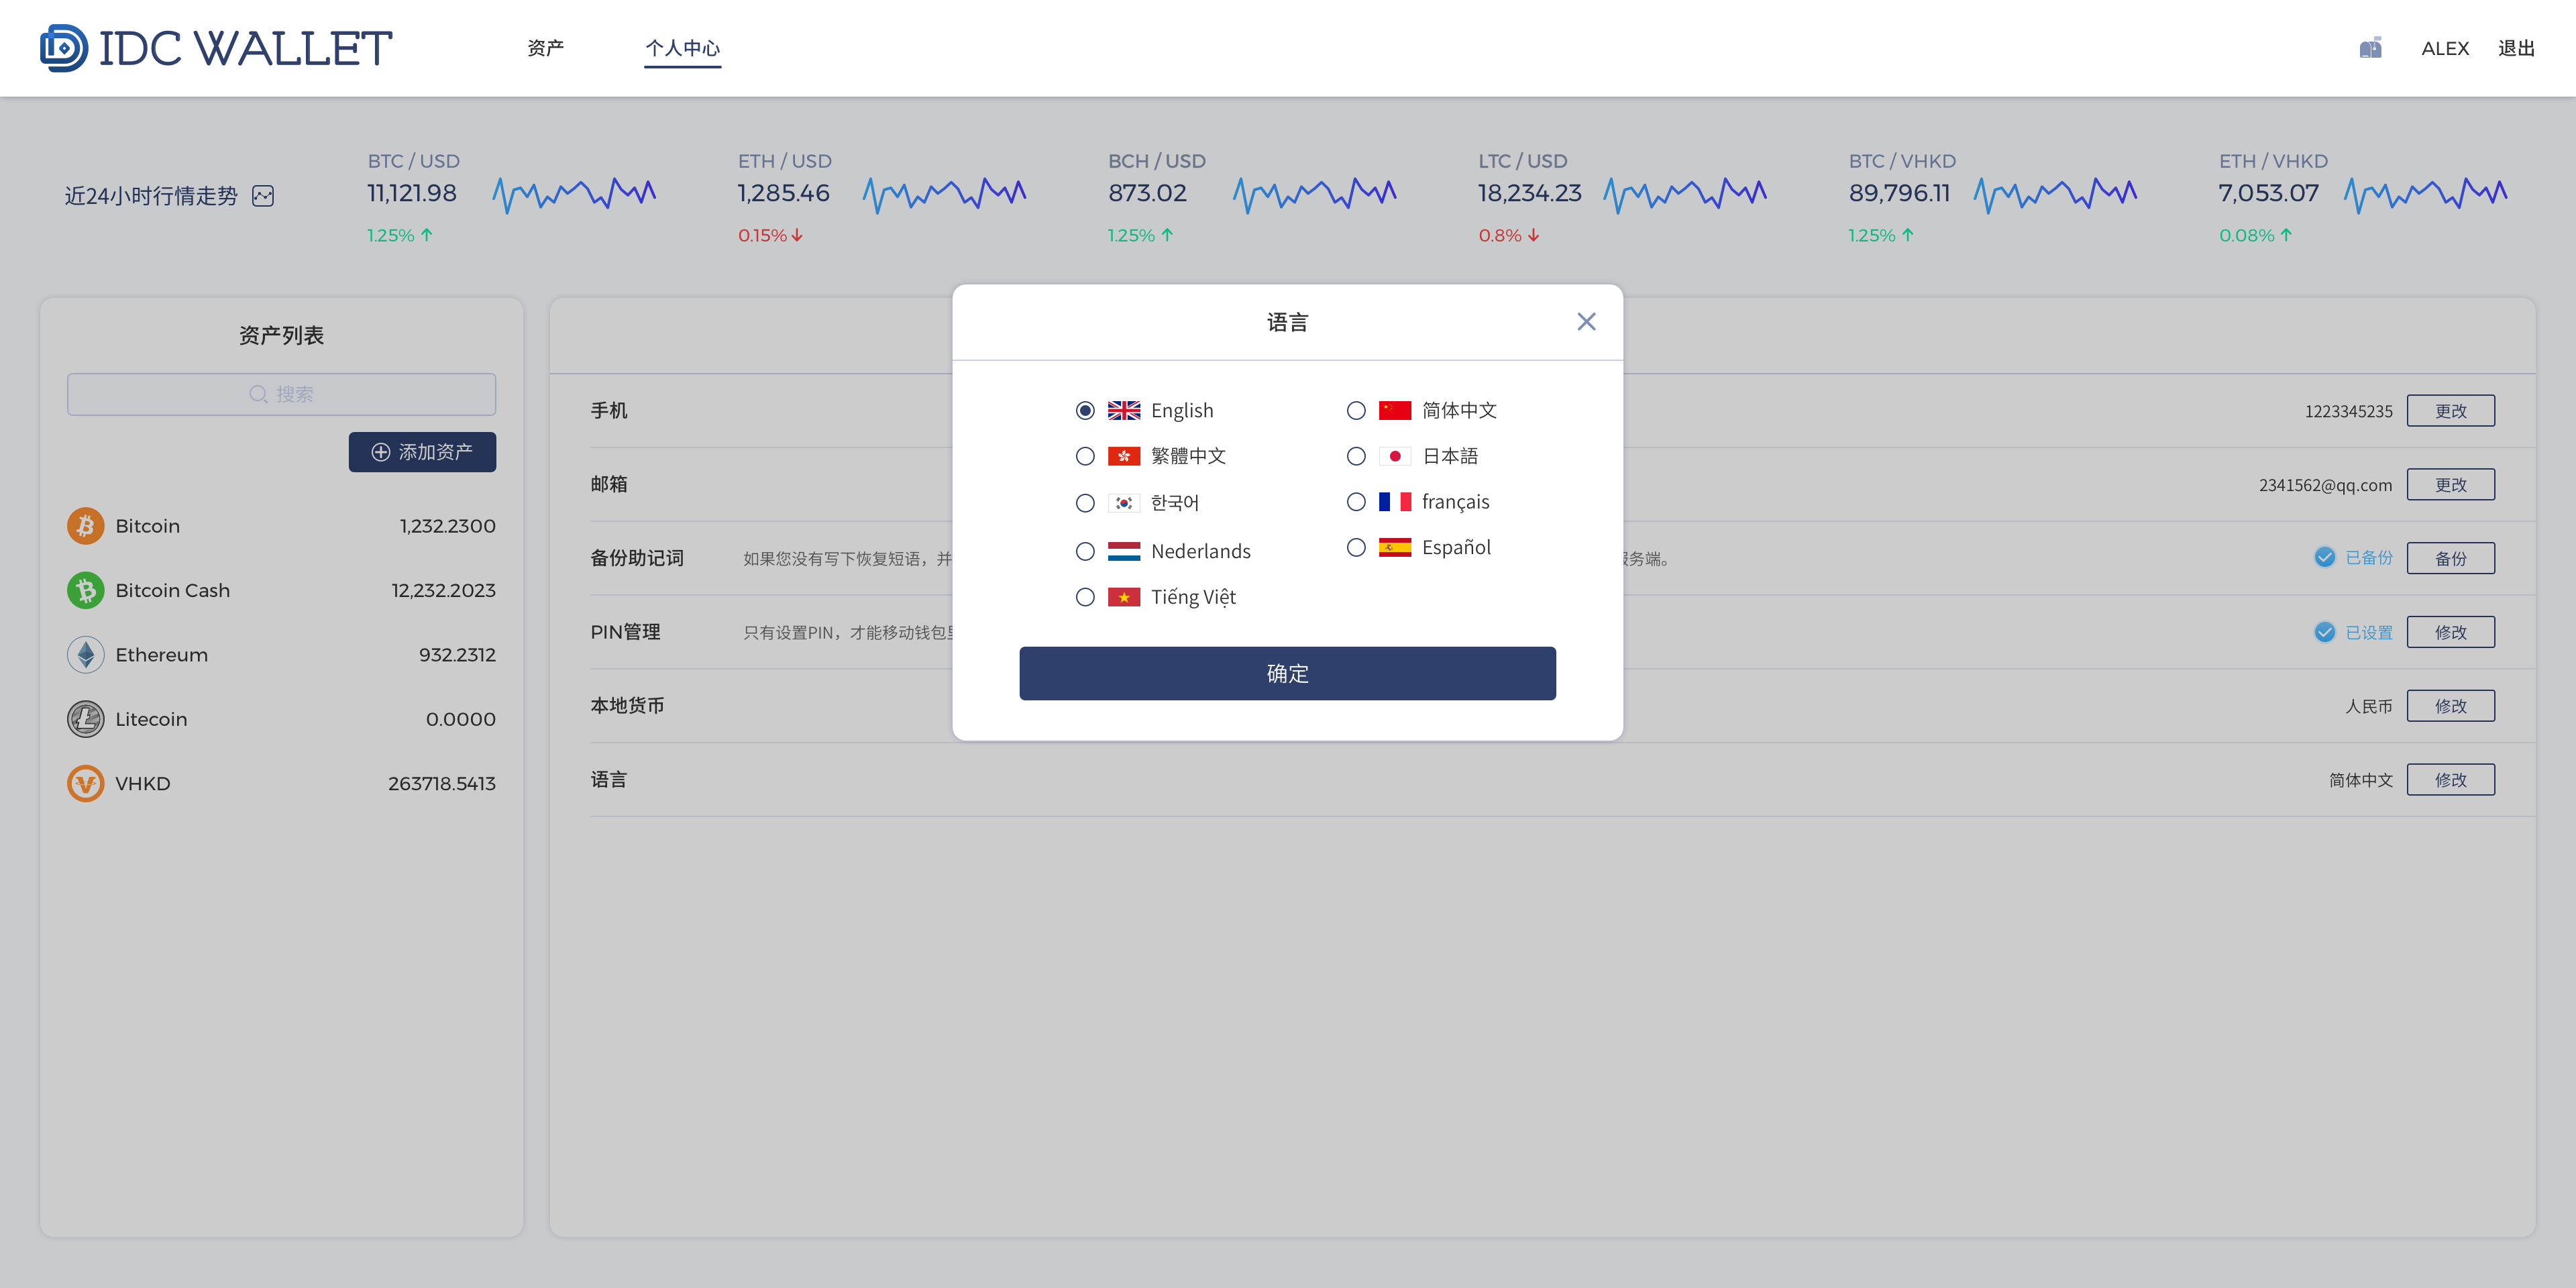 IDC WALLET
资产
个人中心
ALEX
退出
近24小时行情走势
BTC / USD
11,121.98
1.25%
ETH / USD
1,285.46
0.15%
BCH / USD
873.02
1.25%
LTC / USD
18,234.23
0.8%
BTC / VHKD
89,796.11
1.25%
ETH / VHKD
7,053.07
0.08%
资产列表
搜索
添加资产
Bitcoin 1,232.2300
Bitcoin Cash 12,232.2023
Ethereum 932.2312
Litecoin 0.0000
VHKD 263718.5413
手机 1223345235 更改
邮箱 2341562@qq.com 更改
备份助记词 如果您没有写下恢复短语，并 务端。 已备份 备份
PIN管理 只有设置PIN，才能移动钱包 已设置 修改
本地货币 人民币 修改
语言 简体中文 修改
语言
English
简体中文
繁體中文
日本語
한국어
français
Nederlands
Español
Tiếng Việt
确定